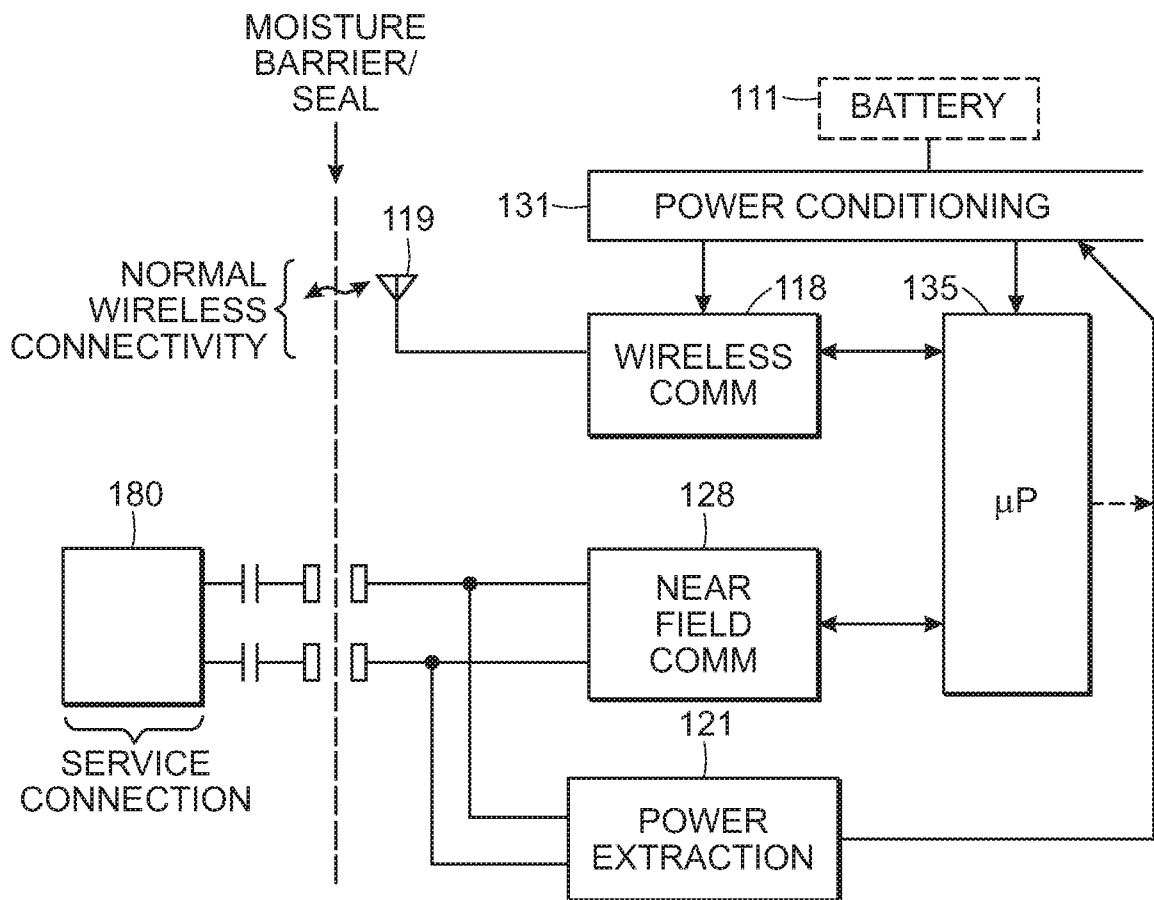 MOISTURE
BARRIER/
SEAL
111
BATTERY
131
POWER CONDITIONING
119
NORMAL
WIRELESS
CONNECTIVITY
118
135
WIRELESS
COMM
µP
180
128
NEAR
FIELD
COMM
SERVICE
CONNECTION
121
POWER
EXTRACTION